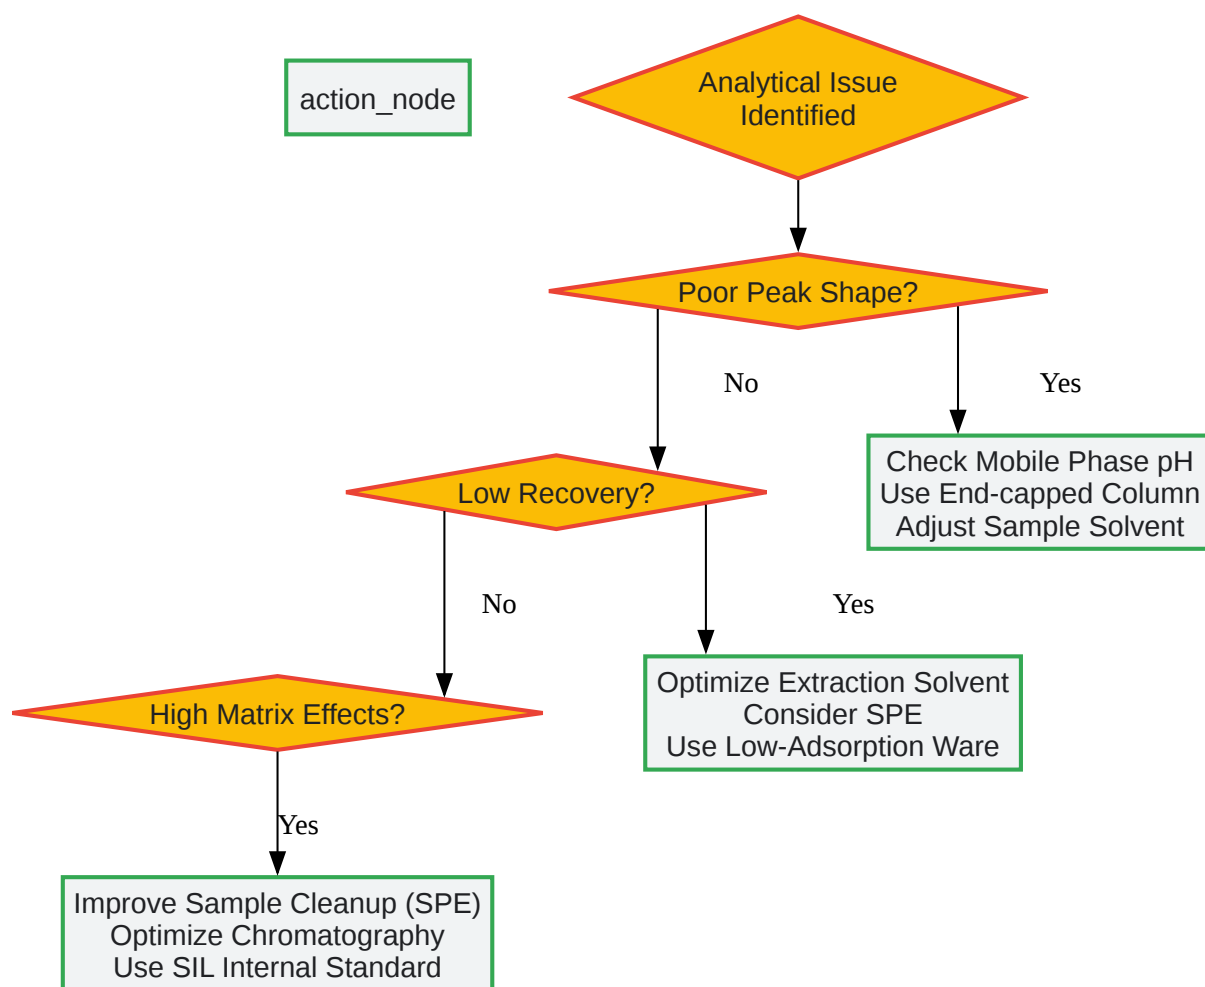 action_node
Analytical Issue
Identified
Poor Peak Shape?
No
Yes
Check Mobile Phase pH
Use End-capped Column
Adjust Sample Solvent
Low Recovery?
No
Yes
Optimize Extraction Solvent
Consider SPE
Use Low-Adsorption Ware
High Matrix Effects?
Yes
Improve Sample Cleanup (SPE)
Optimize Chromatography
Use SIL Internal Standard